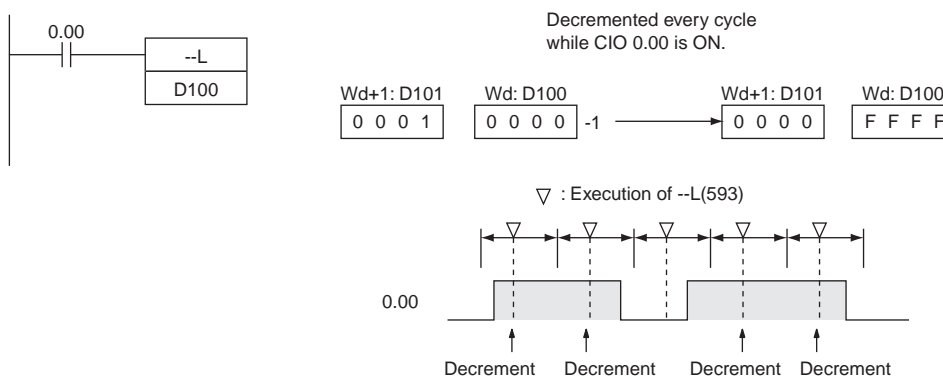 0.00
--L
D100
Decremented every cycle
while CIO 0.00 is ON.
Wd+1: D101 Wd: D100 Wd+1: D101 Wd: D100
0 0 0 1 0 0 0 0 -1 0 0 0 0 F F F F
: Execution of --L(593)
0.00
Decrement Decrement Decrement Decrement